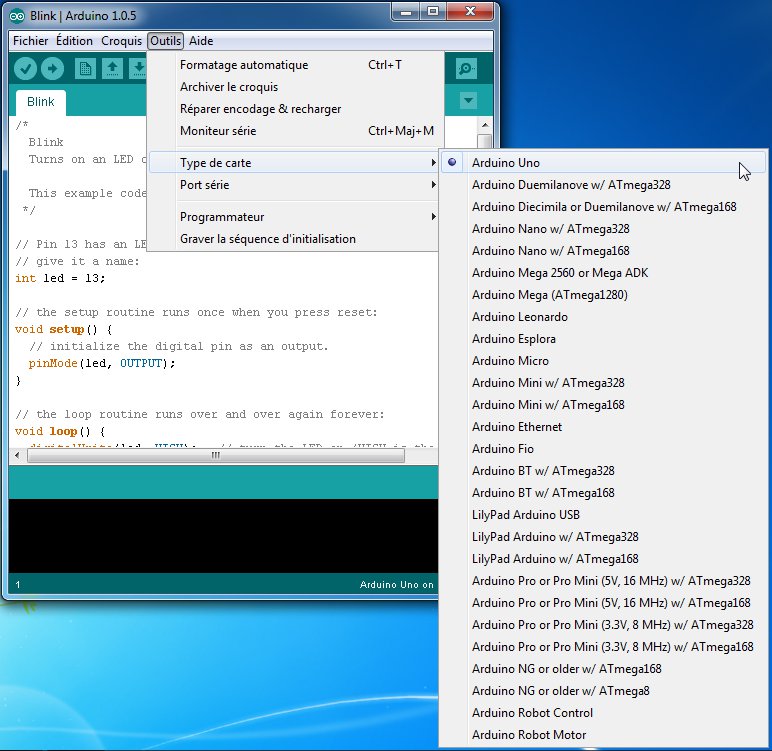 Blink | Arduino 1.0.5
Fichier Édition Croquis Outils Aide
Formatage automatique Ctrl+T
Archiver le croquis
Réparer encodage & recharger
Moniteur série Ctrl+Maj+M
Type de carte
Port série
Programmateur
Graver la séquence d'initialisation
Blink
/*
Blink
Turns on an LED
This example code
*/
// Pin 13 has an LE
// give it a name:
int led = 13;
// the setup routine runs once when you press reset:
void setup() {
// initialize the digital pin as an output.
pinMode(led, OUTPUT);
}
// the loop routine runs over and over again forever:
void loop() {
digitalWrite(led, HIGH); // turn the LED on (HIGH is the
1
Arduino Uno on
Arduino Uno
Arduino Duemilanove w/ ATmega328
Arduino Diecimila or Duemilanove w/ ATmega168
Arduino Nano w/ ATmega328
Arduino Nano w/ ATmega168
Arduino Mega 2560 or Mega ADK
Arduino Mega (ATmega1280)
Arduino Leonardo
Arduino Esplora
Arduino Micro
Arduino Mini w/ ATmega328
Arduino Mini w/ ATmega168
Arduino Ethernet
Arduino Fio
Arduino BT w/ ATmega328
Arduino BT w/ ATmega168
LilyPad Arduino USB
LilyPad Arduino w/ ATmega328
LilyPad Arduino w/ ATmega168
Arduino Pro or Pro Mini (5V, 16 MHz) w/ ATmega328
Arduino Pro or Pro Mini (5V, 16 MHz) w/ ATmega168
Arduino Pro or Pro Mini (3.3V, 8 MHz) w/ ATmega328
Arduino Pro or Pro Mini (3.3V, 8 MHz) w/ ATmega168
Arduino NG or older w/ ATmega168
Arduino NG or older w/ ATmega8
Arduino Robot Control
Arduino Robot Motor